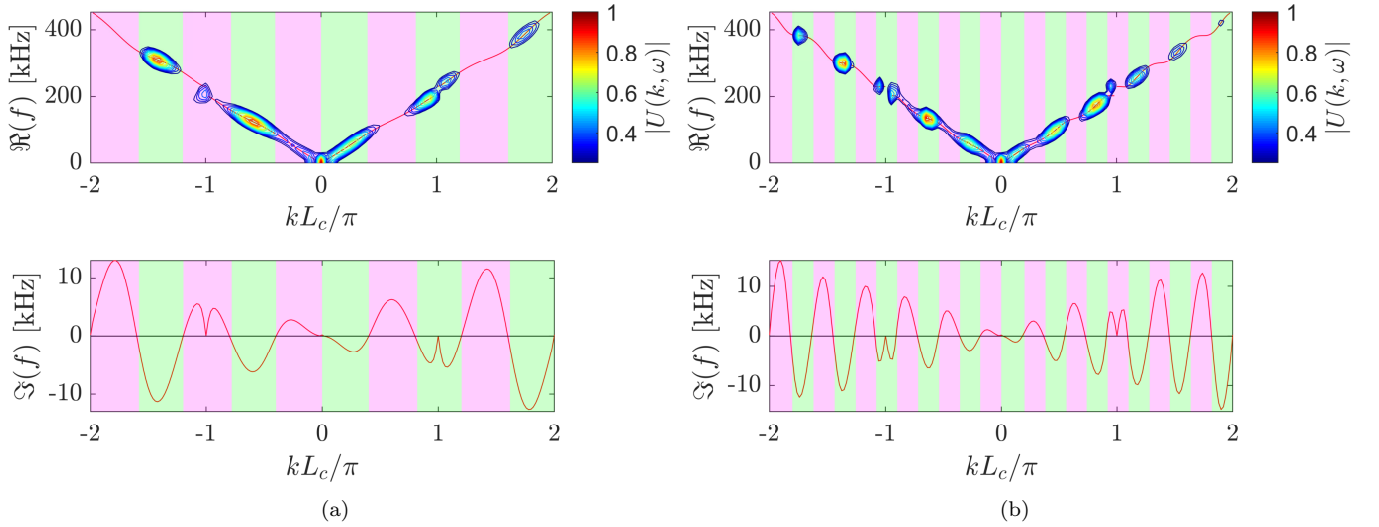 ℜ(f) [kHz]
400
200
0
-2 -1 0 1 2
kL_c/π
1
0.8
0.6
0.4
|U(k, ω)|
ℑ(f) [kHz]
10
0
-10
-2 -1 0 1 2
kL_c/π
(a)
ℜ(f) [kHz]
400
200
0
-2 -1 0 1 2
kL_c/π
1
0.8
0.6
0.4
|U(k, ω)|
ℑ(f) [kHz]
10
0
-10
-2 -1 0 1 2
kL_c/π
(b)